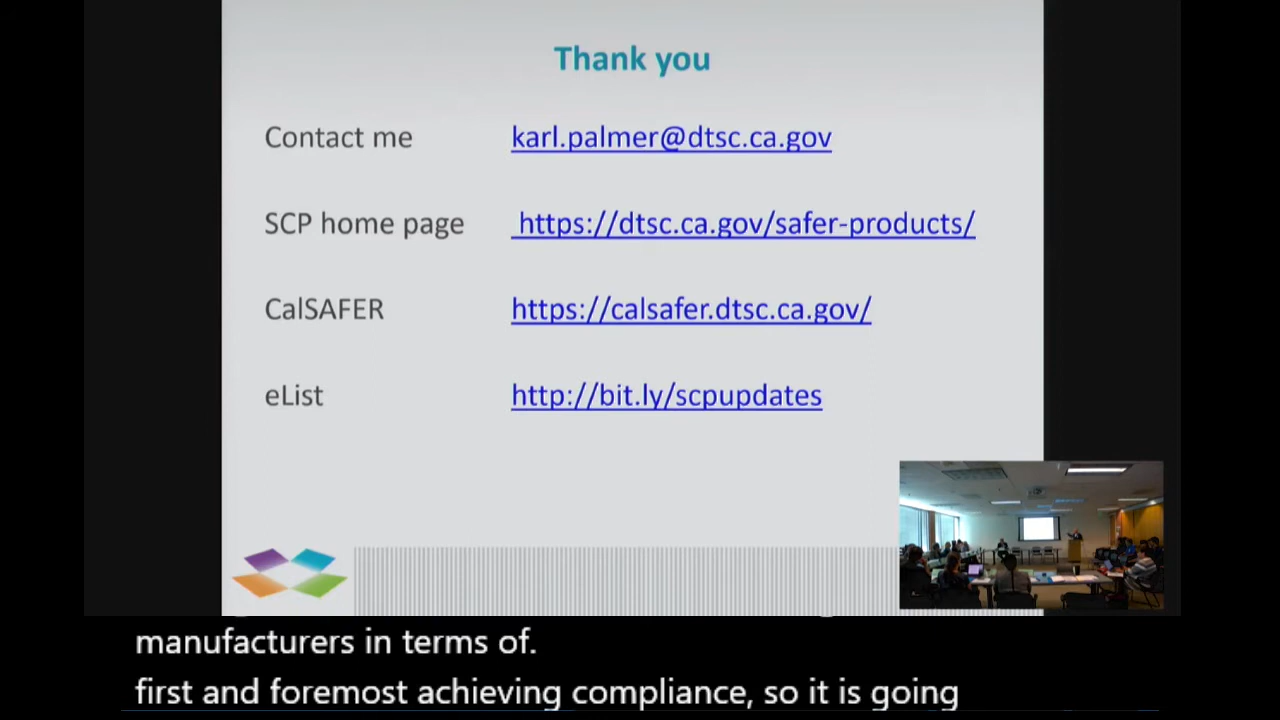 Thank you
Contact me karl.palmer@dtsc.ca.gov
SCP home page https://dtsc.ca.gov/safer-products/
CalSAFER https://calsafer.dtsc.ca.gov/
eList http://bit.ly/scpupdates
manufacturers in terms of.
first and foremost achieving compliance, so it is going